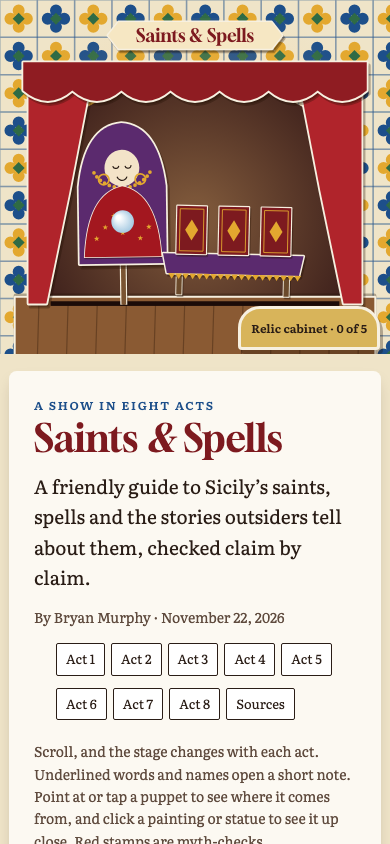 Saints & Spells
Relic cabinet · 0 of 5
A SHOW IN EIGHT ACTS
Saints & Spells
A friendly guide to Sicily’s saints,
spells and the stories outsiders tell
about them, checked claim by
claim.
By Bryan Murphy · November 22, 2026
Act 1 Act 2 Act 3 Act 4 Act 5
Act 6 Act 7 Act 8 Sources
Scroll, and the stage changes with each act.
Underlined words and names open a short note.
Point at or tap a puppet to see where it comes
from, and click a painting or statue to see it up
close. Red stamps are myth-checks.